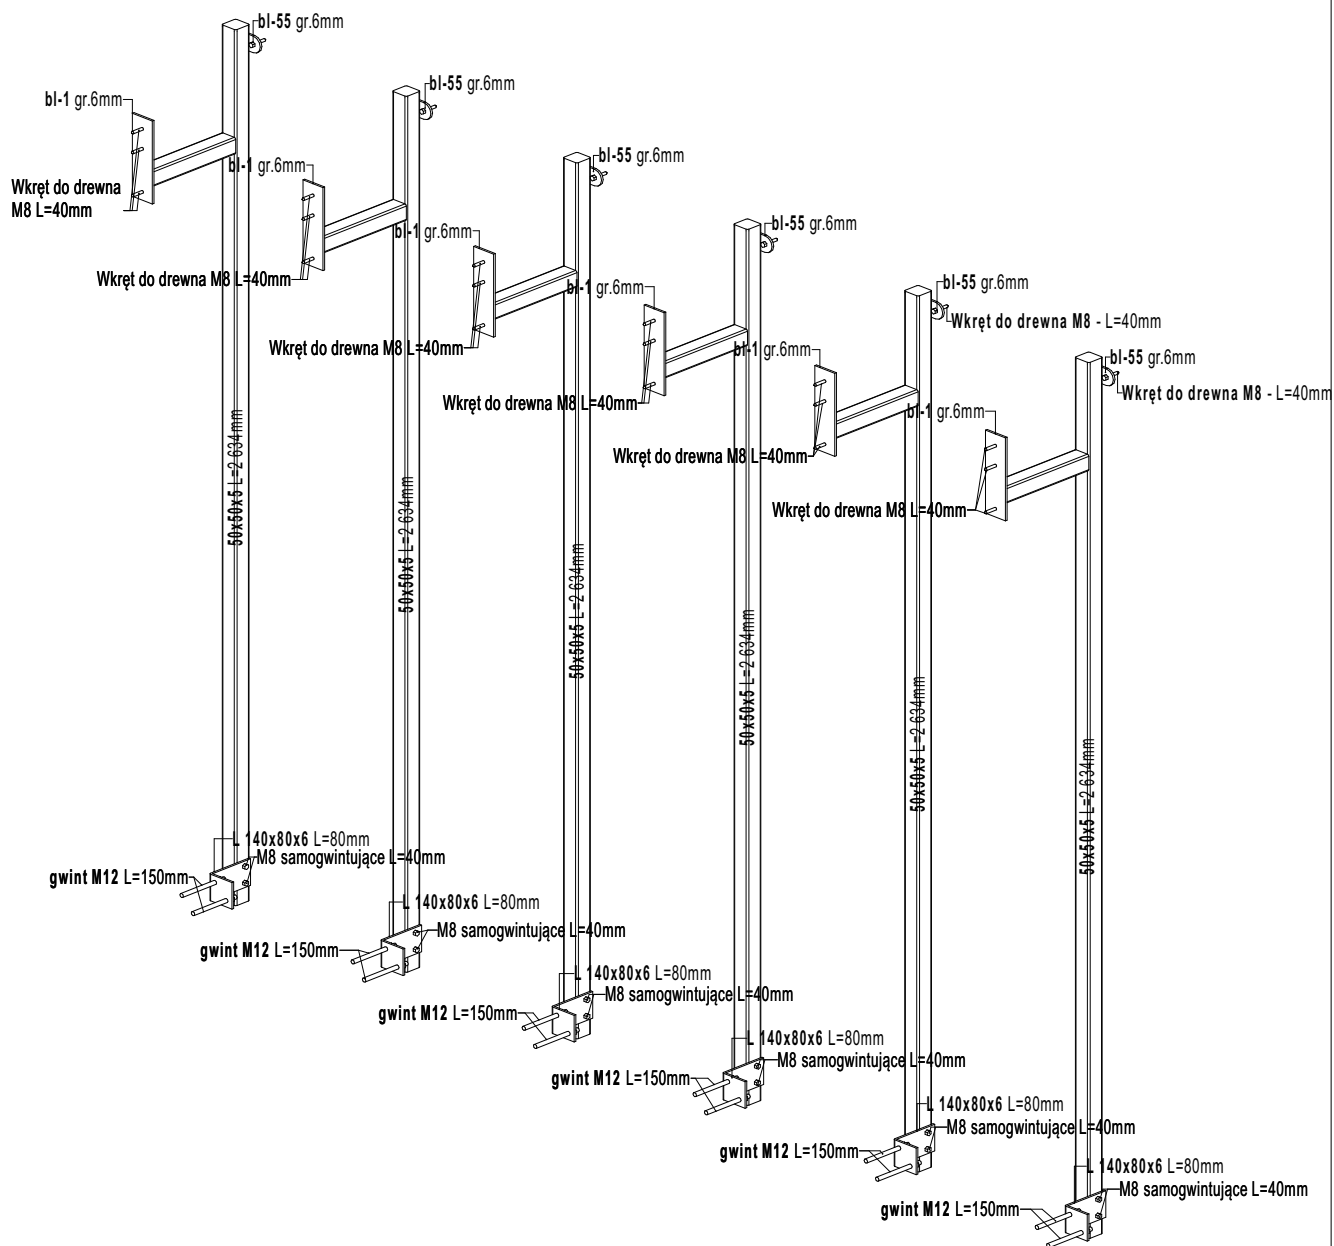 bl-55 gr.6mm
bl-55 gr.6mm
bl-1 gr.6mm
bl-55 gr.6mm
bl-1 gr.6mm
Wkręt do drewna
M8 L=40mm
bl-55 gr.6mm
bl-1 gr.6mm
Wkręt do drewna M8 L=40mm
bl-55 gr.6mm
bl-1 gr.6mm
Wkręt do drewna M8 - L=40mm
Wkręt do drewna M8 L=40mm
bl-1 gr.6mm
bl-55 gr.6mm
Wkręt do drewna M8 - L=40mm
Wkręt do drewna M8 L=40mm
bl-1 gr.6mm
Wkręt do drewna M8 L=40mm
Wkręt do drewna M8 L=40mm
50x50x5 L=2 634mm
50x50x5 L=2 634mm
50x50x5 L=2 634mm
50x50x5 L=2 634mm
50x50x5 L=2 634mm
50x50x5 L=2 634mm
L 140x80x6 L=80mm
M8 samogwintujące L=40mm
gwint M12 L=150mm
L 140x80x6 L=80mm
M8 samogwintujące L=40mm
gwint M12 L=150mm
L 140x80x6 L=80mm
M8 samogwintujące L=40mm
gwint M12 L=150mm
L 140x80x6 L=80mm
M8 samogwintujące L=40mm
gwint M12 L=150mm
L 140x80x6 L=80mm
M8 samogwintujące L=40mm
gwint M12 L=150mm
L 140x80x6 L=80mm
M8 samogwintujące L=40mm
gwint M12 L=150mm